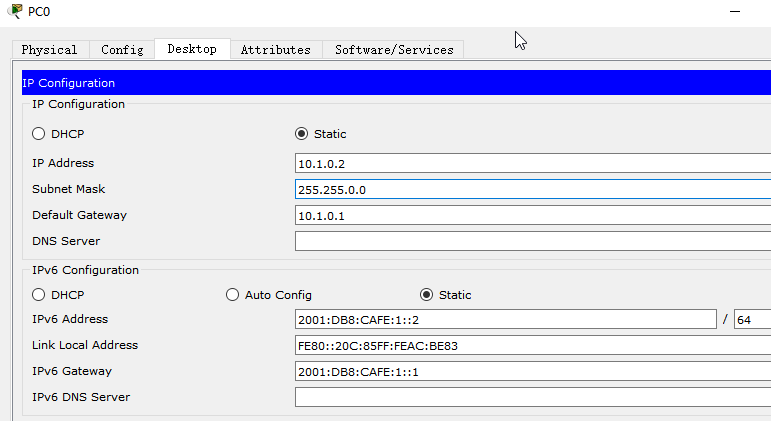 PC0
Physical Config Desktop Attributes Software/Services
IP Configuration
IP Configuration
DHCP Static
IP Address 10.1.0.2
Subnet Mask 255.255.0.0
Default Gateway 10.1.0.1
DNS Server
IPv6 Configuration
DHCP Auto Config Static
IPv6 Address 2001:DB8:CAFE:1::2 / 64
Link Local Address FE80::20C:85FF:FEAC:BE83
IPv6 Gateway 2001:DB8:CAFE:1::1
IPv6 DNS Server